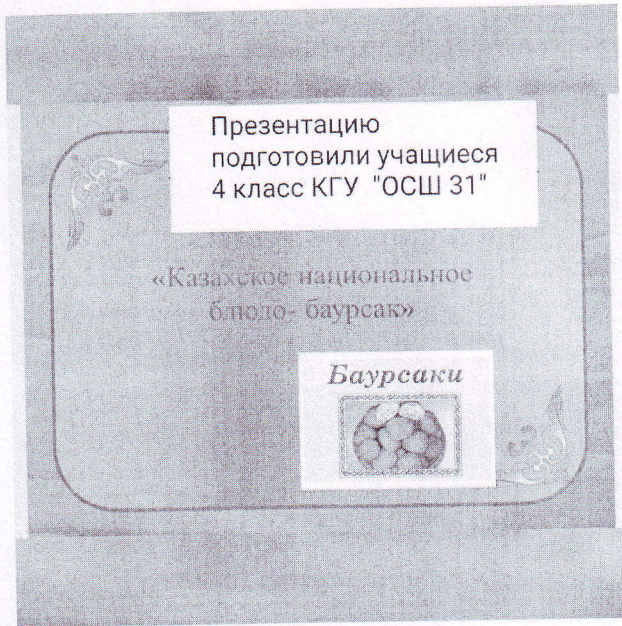 Презентацию
подготовили учащиеся
4 класс КГУ "ОСШ 31"
«Казахское национальное
блюдо- баурсак»
Баурсаки